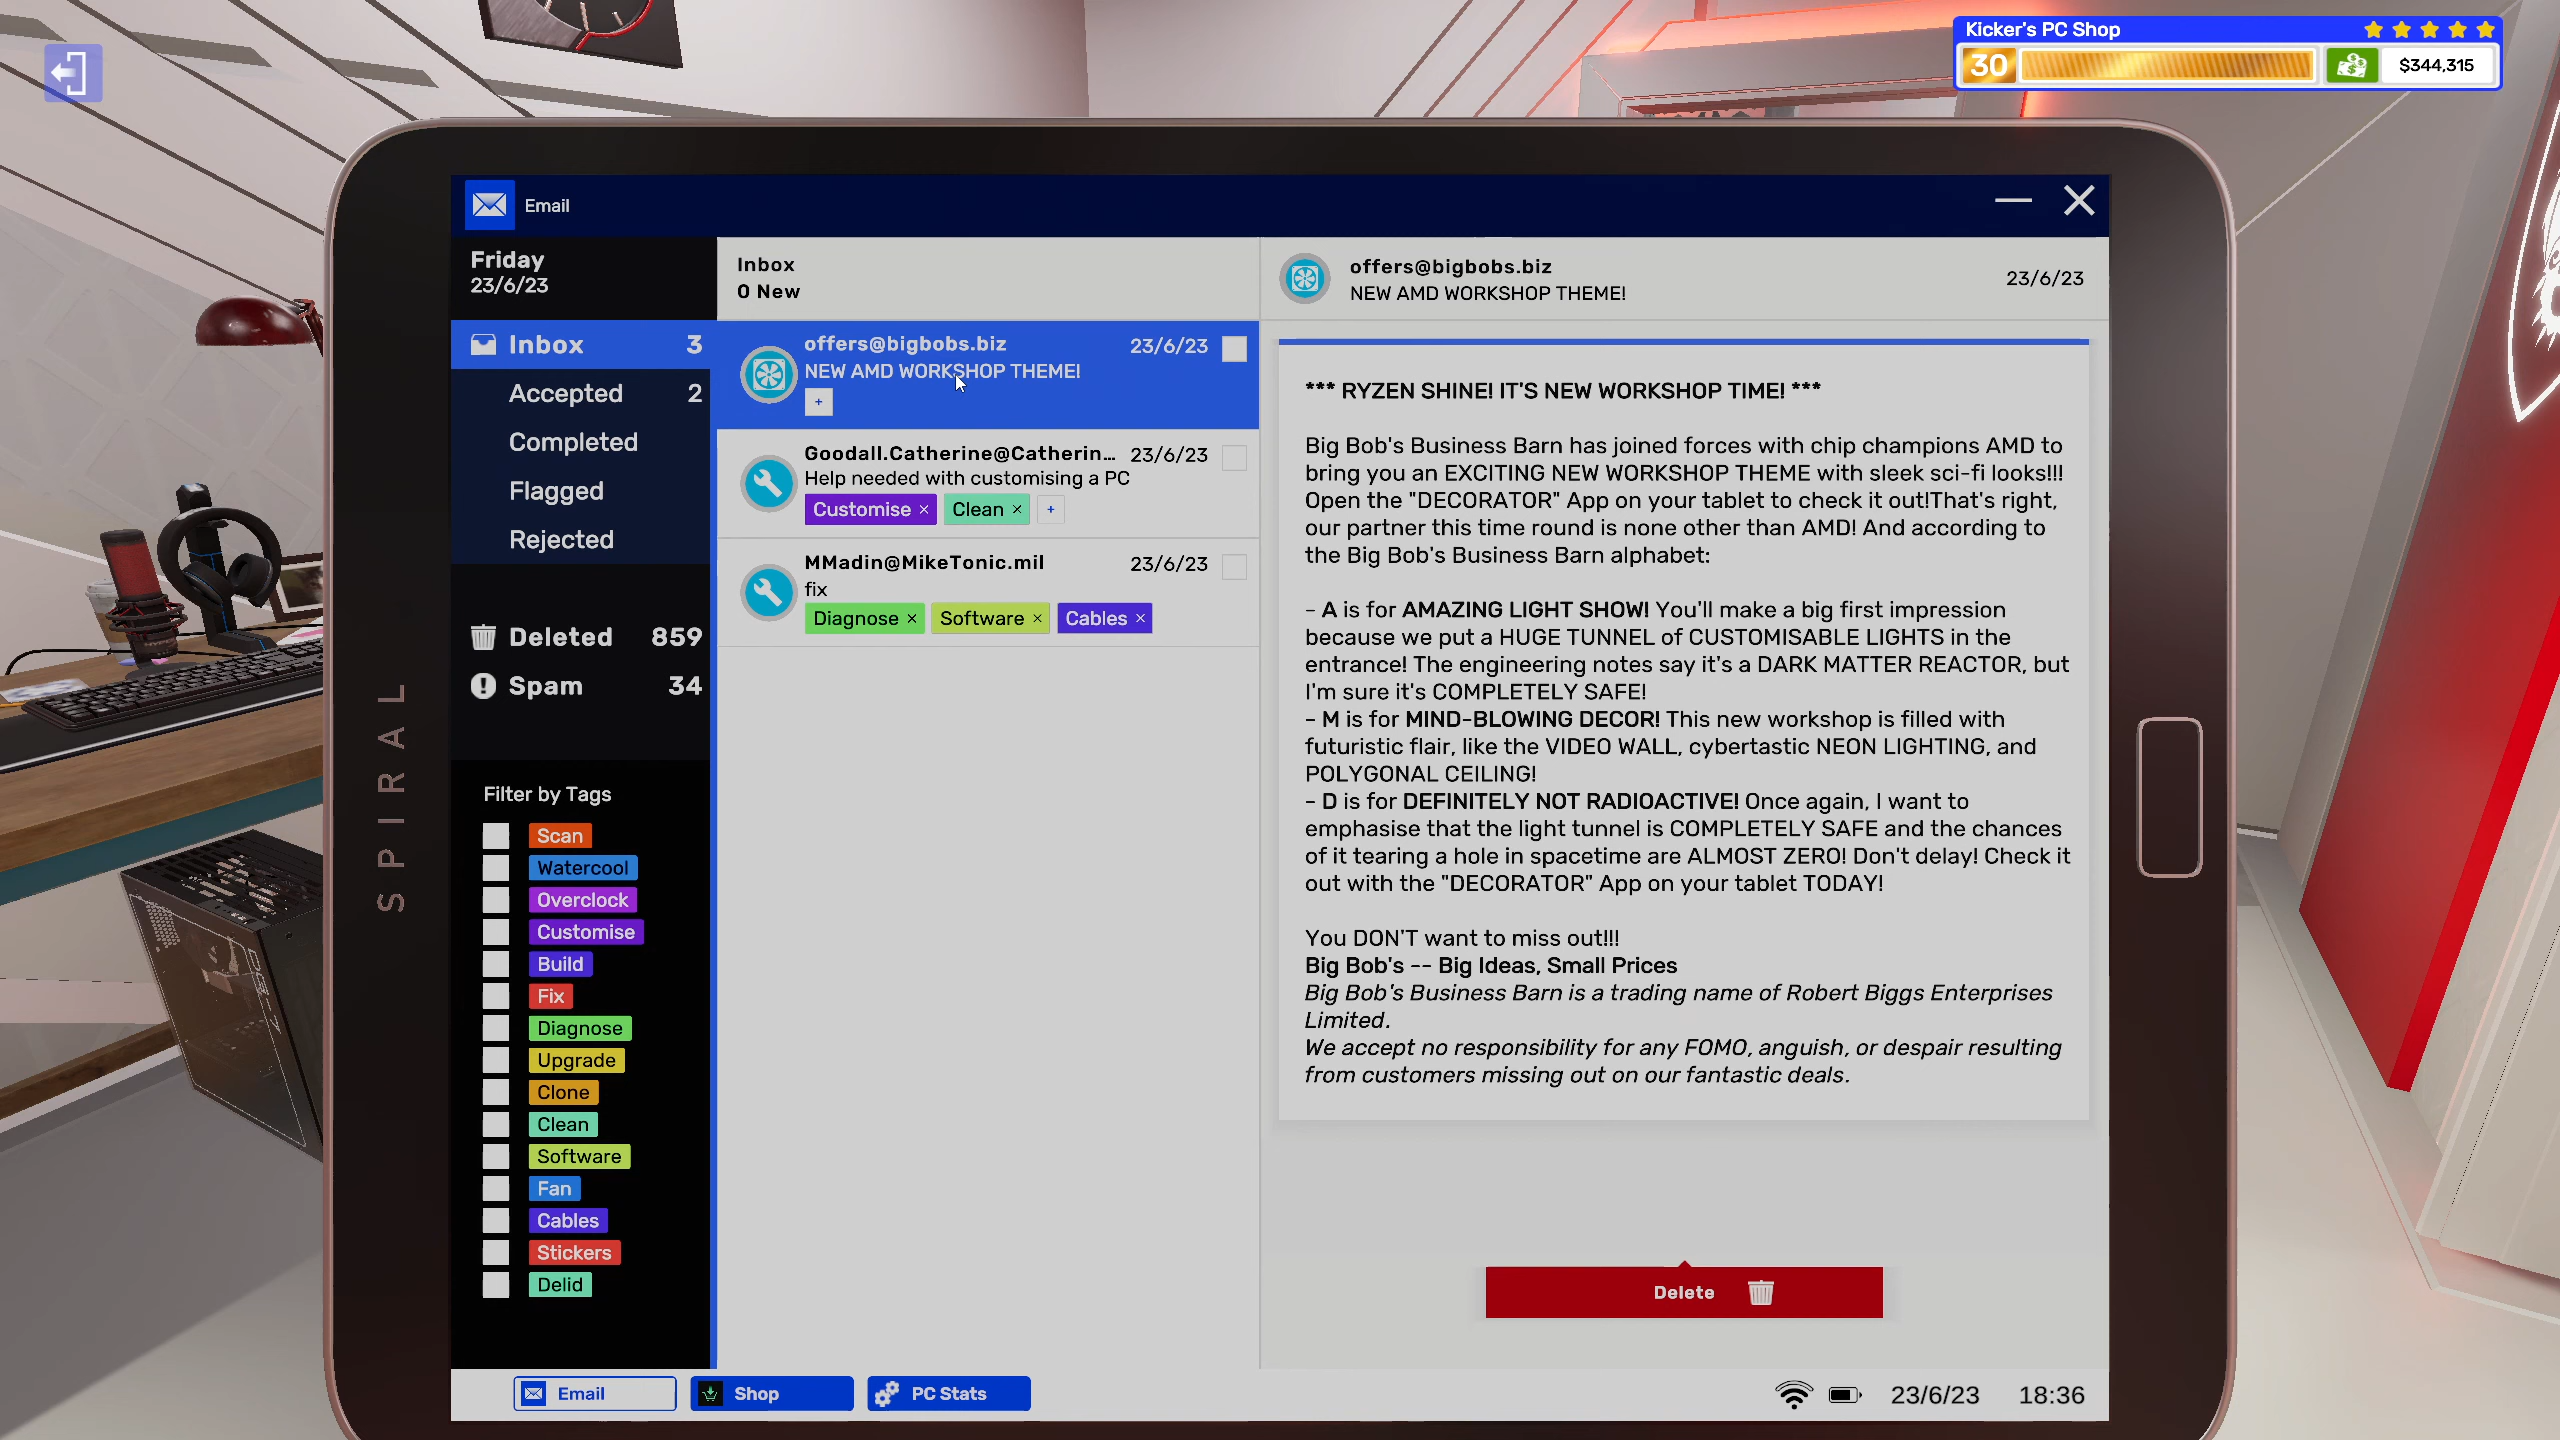 Kicker's PC Shop
30
$344,315
Email
Friday
23/6/23
Inbox 3
Accepted 2
Completed
Flagged
Rejected
Deleted 859
Spam 34
Filter by Tags
Scan
Watercool
Overclock
Customise
Build
Fix
Diagnose
Upgrade
Clone
Clean
Software
Fan
Cables
Stickers
Delid
Inbox
0 New
offers@bigbobs.biz 23/6/23
NEW AMD WORKSHOP THEME!
+
Goodall.Catherine@Catherin... 23/6/23
Help needed with customising a PC
Customise × Clean × +
MMadin@MikeTonic.mil 23/6/23
fix
Diagnose × Software × Cables ×
offers@bigbobs.biz
NEW AMD WORKSHOP THEME!
23/6/23
*** RYZEN SHINE! IT'S NEW WORKSHOP TIME! ***
Big Bob's Business Barn has joined forces with chip champions AMD to
bring you an EXCITING NEW WORKSHOP THEME with sleek sci-fi looks!!!
Open the "DECORATOR" App on your tablet to check it out!That's right,
our partner this time round is none other than AMD! And according to
the Big Bob's Business Barn alphabet:
- A is for AMAZING LIGHT SHOW! You'll make a big first impression
because we put a HUGE TUNNEL of CUSTOMISABLE LIGHTS in the
entrance! The engineering notes say it's a DARK MATTER REACTOR, but
I'm sure it's COMPLETELY SAFE!
- M is for MIND-BLOWING DECOR! This new workshop is filled with
futuristic flair, like the VIDEO WALL, cybertastic NEON LIGHTING, and
POLYGONAL CEILING!
- D is for DEFINITELY NOT RADIOACTIVE! Once again, I want to
emphasise that the light tunnel is COMPLETELY SAFE and the chances
of it tearing a hole in spacetime are ALMOST ZERO! Don't delay! Check it
out with the "DECORATOR" App on your tablet TODAY!
You DON'T want to miss out!!!
Big Bob's -- Big Ideas, Small Prices
Big Bob's Business Barn is a trading name of Robert Biggs Enterprises
Limited.
We accept no responsibility for any FOMO, anguish, or despair resulting
from customers missing out on our fantastic deals.
Delete
Email
Shop
PC Stats
23/6/23 18:36
SPIRAL